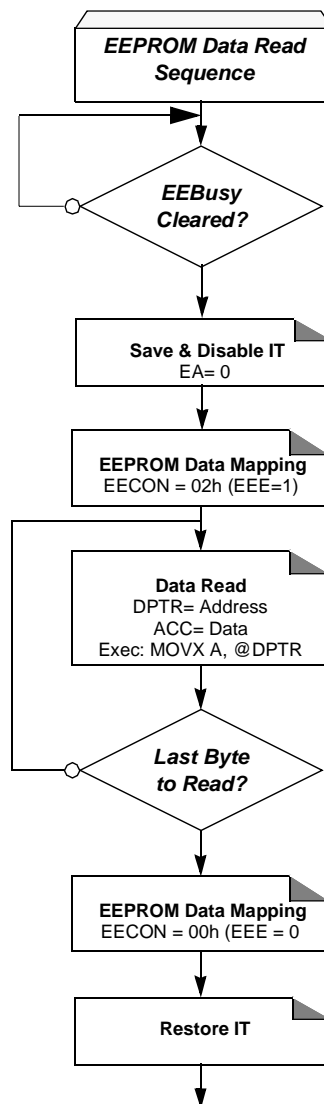 EEPROM Data Read
Sequence
EEBusy
Cleared?
Save & Disable IT
EA= 0
EEPROM Data Mapping
EECON = 02h (EEE=1)
Data Read
DPTR= Address
ACC= Data
Exec: MOVX A, @DPTR
Last Byte
to Read?
EEPROM Data Mapping
EECON = 00h (EEE = 0
Restore IT